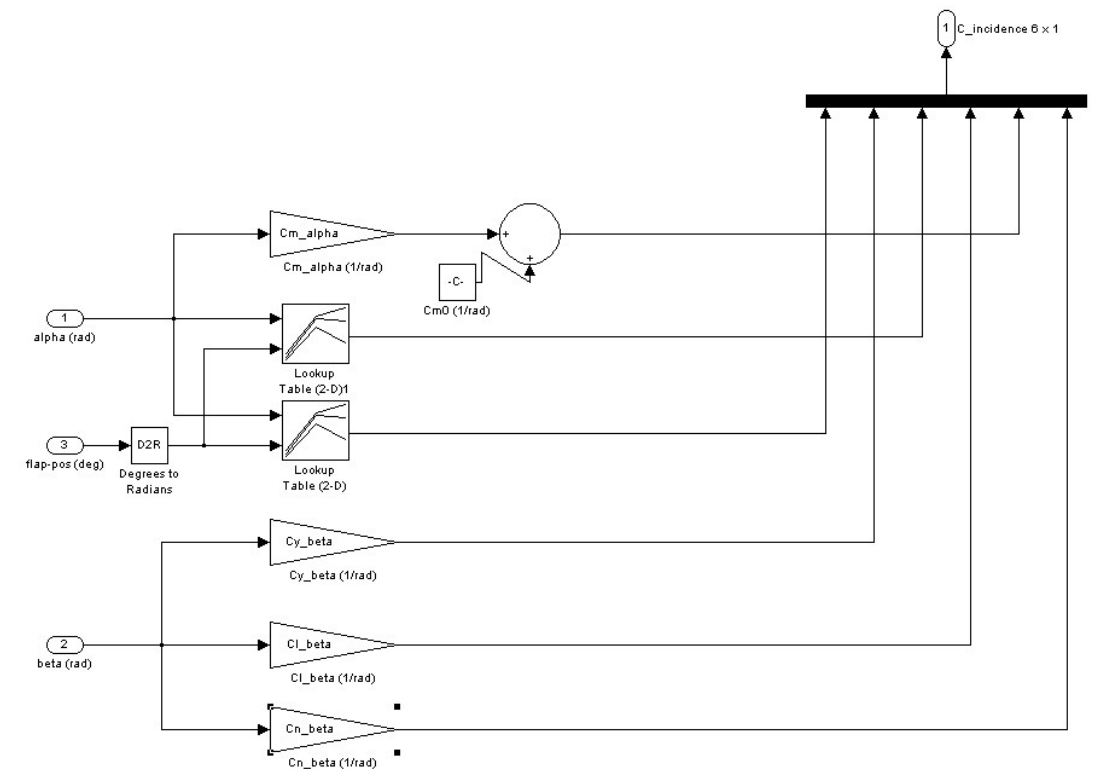 1
C_incidence 6 x 1
Cm_alpha
+
+
Cm_alpha (1/rad)
-C-
Cm0 (1/rad)
1
alpha (rad)
Lookup
Table (2-D)1
3
D2R
flap-pos (deg)
Degrees to
Radians
Lookup
Table (2-D)
Cy_beta
Cy_beta (1/rad)
2
beta (rad)
Cl_beta
Cl_beta (1/rad)
Cn_beta
Cn_beta (1/rad)